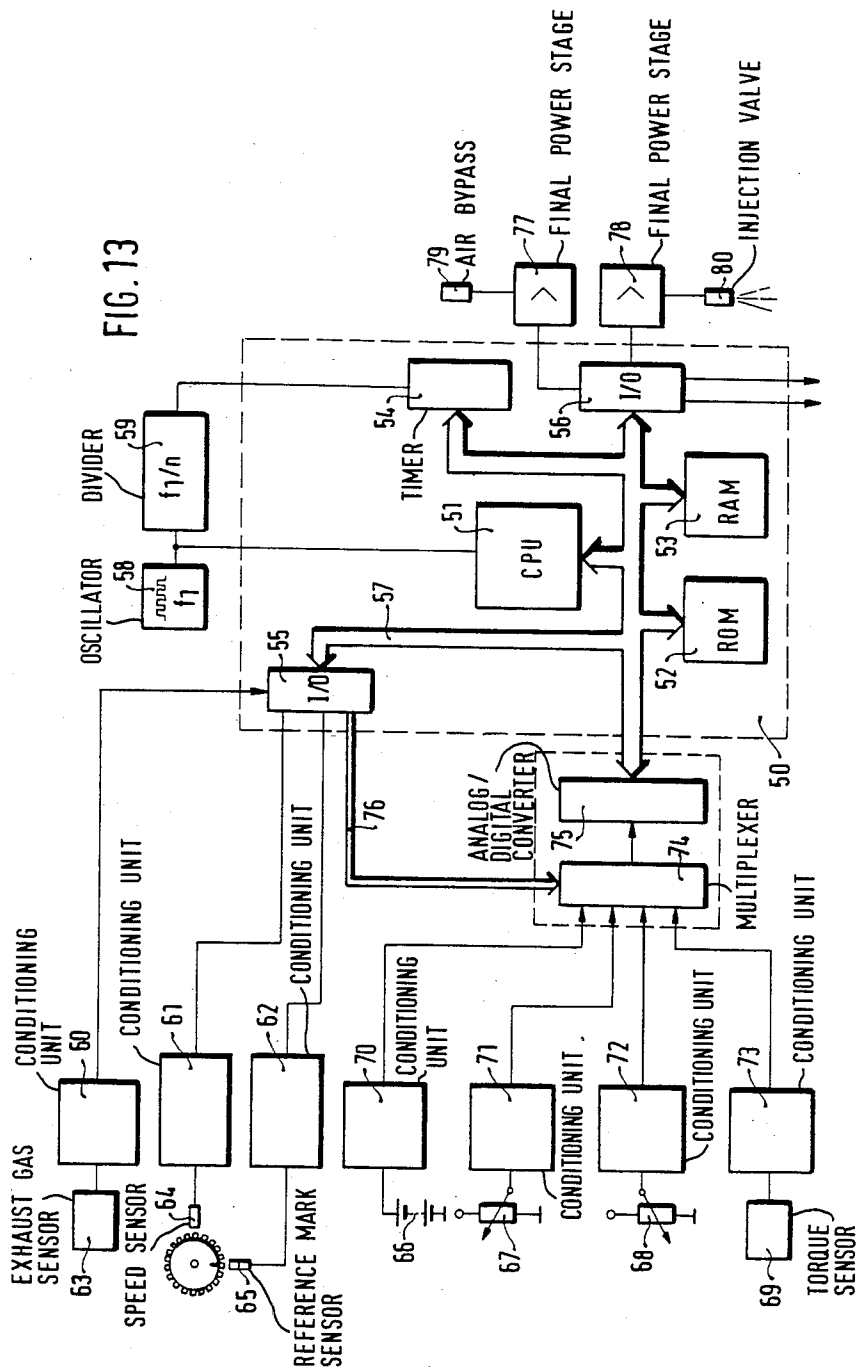 FIG. 13
EXHAUST GAS
SENSOR
63
CONDITIONING
UNIT
60
SPEED SENSOR
64
CONDITIONING UNIT
61
65
REFERENCE MARK
SENSOR
62
CONDITIONING UNIT
66
70
CONDITIONING
UNIT
67
71
CONDITIONING UNIT.
68
72
CONDITIONING UNIT
69
TORQUE
SENSOR
73
CONDITIONING UNIT
OSCILLATOR
58
f1
DIVIDER
59
f1/n
55
I/O
57
76
ANALOG/
DIGITAL
CONVERTER
75
74
MULTIPLEXER
50
51
CPU
TIMER
54
52
ROM
53
RAM
56
I/O
79
AIR BYPASS
77
FINAL POWER STAGE
78
FINAL POWER STAGE
80
INJECTION VALVE